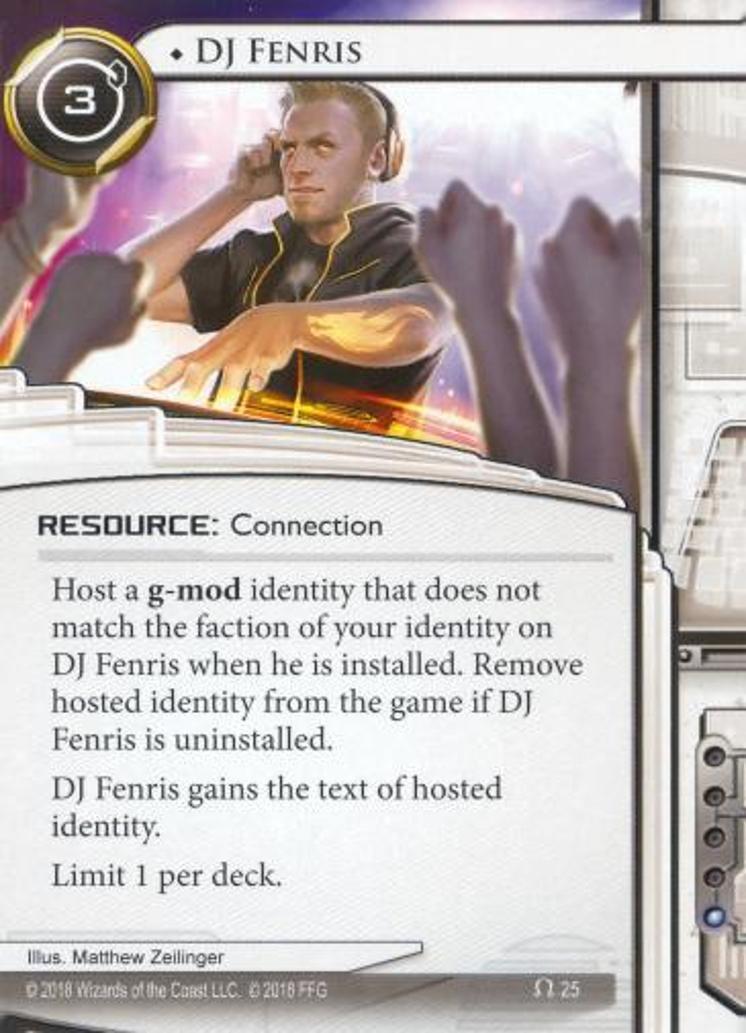 3
♦ DJ Fenris
RESOURCE: Connection
Host a g-mod identity that does not
match the faction of your identity on
DJ Fenris when he is installed. Remove
hosted identity from the game if DJ
Fenris is uninstalled.
DJ Fenris gains the text of hosted
identity.
Limit 1 per deck.
Illus. Matthew Zeilinger
© 2018 Wizards of the Coast LLC. © 2018 FFG
Ω 25